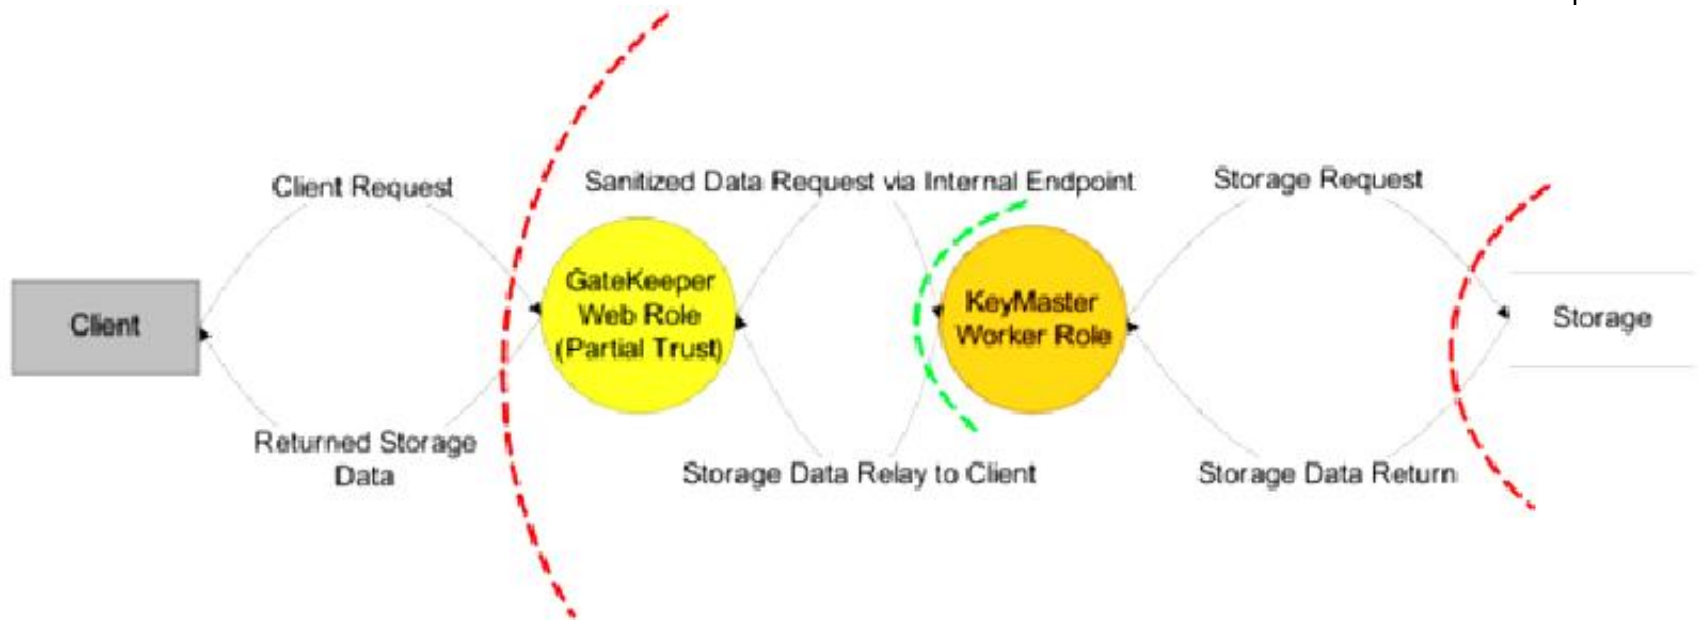 Client Request
Sanitized Data Request via Internal Endpoint
Storage Request
Client
GateKeeper
Web Role
(Partial Trust)
KeyMaster
Worker Role
Storage
Returned Storage
Data
Storage Data Relay to Client
Storage Data Return